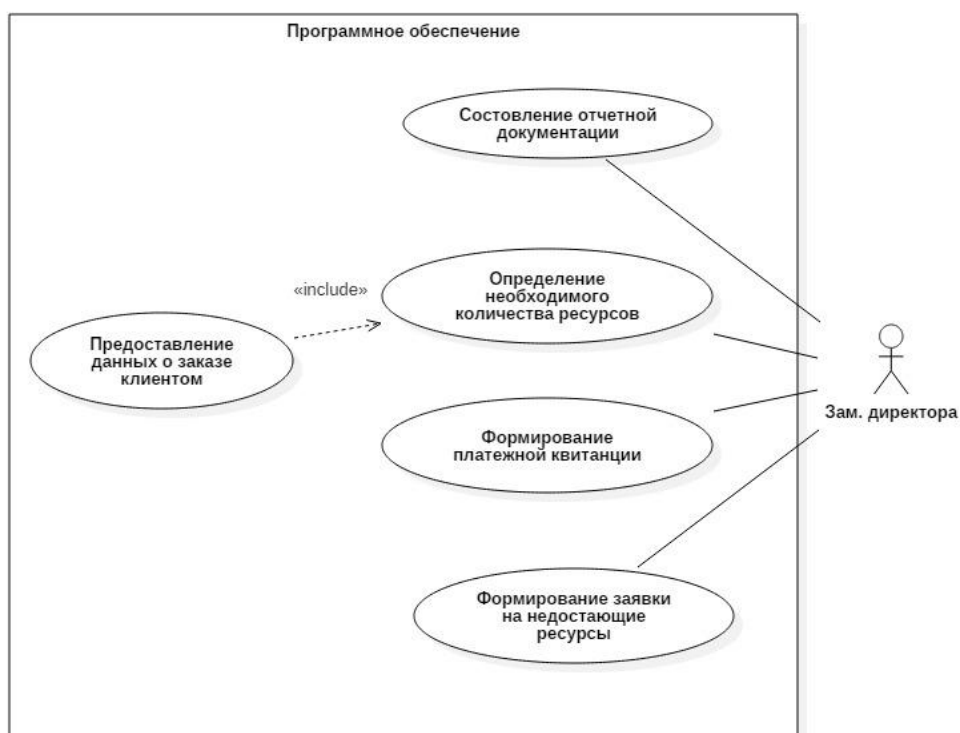 Программное обеспечение
Состовление отчетной
документации
Определение
необходимого
количества ресурсов
«include»
Предоставление
данных о заказе
клиентом
Зам. директора
Формирование
платежной квитанции
Формирование заявки
на недостающие
ресурсы